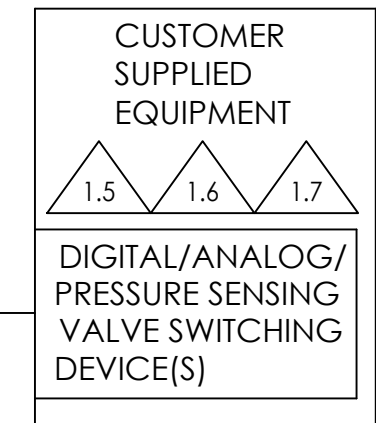 CUSTOMER
SUPPLIED
EQUIPMENT
1.5 1.6 1.7
DIGITAL/ANALOG/
PRESSURE SENSING
VALVE SWITCHING
DEVICE(S)